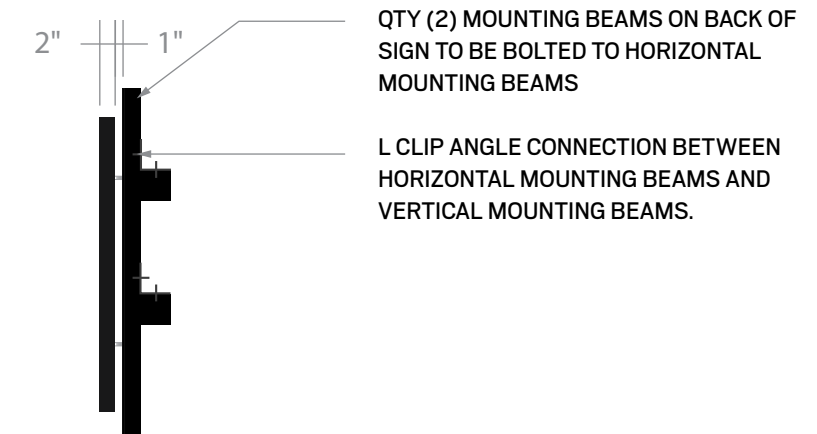 2" 1"
QTY (2) MOUNTING BEAMS ON BACK OF
SIGN TO BE BOLTED TO HORIZONTAL
MOUNTING BEAMS
L CLIP ANGLE CONNECTION BETWEEN
HORIZONTAL MOUNTING BEAMS AND
VERTICAL MOUNTING BEAMS.